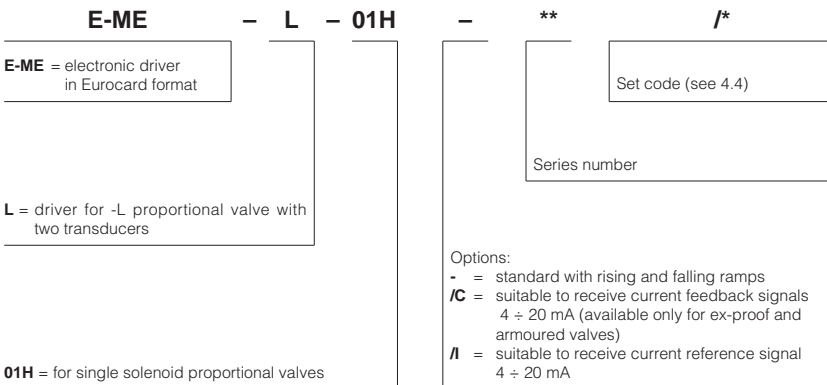 E-ME – L – 01H – ** /*
E-ME = electronic driver
in Eurocard format
Set code (see 4.4)
Series number
L = driver for -L proportional valve with
two transducers
Options:
- = standard with rising and falling ramps
/C = suitable to receive current feedback signals
4 ÷ 20 mA (available only for ex-proof and
armoured valves)
/I = suitable to receive current reference signal
4 ÷ 20 mA
01H = for single solenoid proportional valves